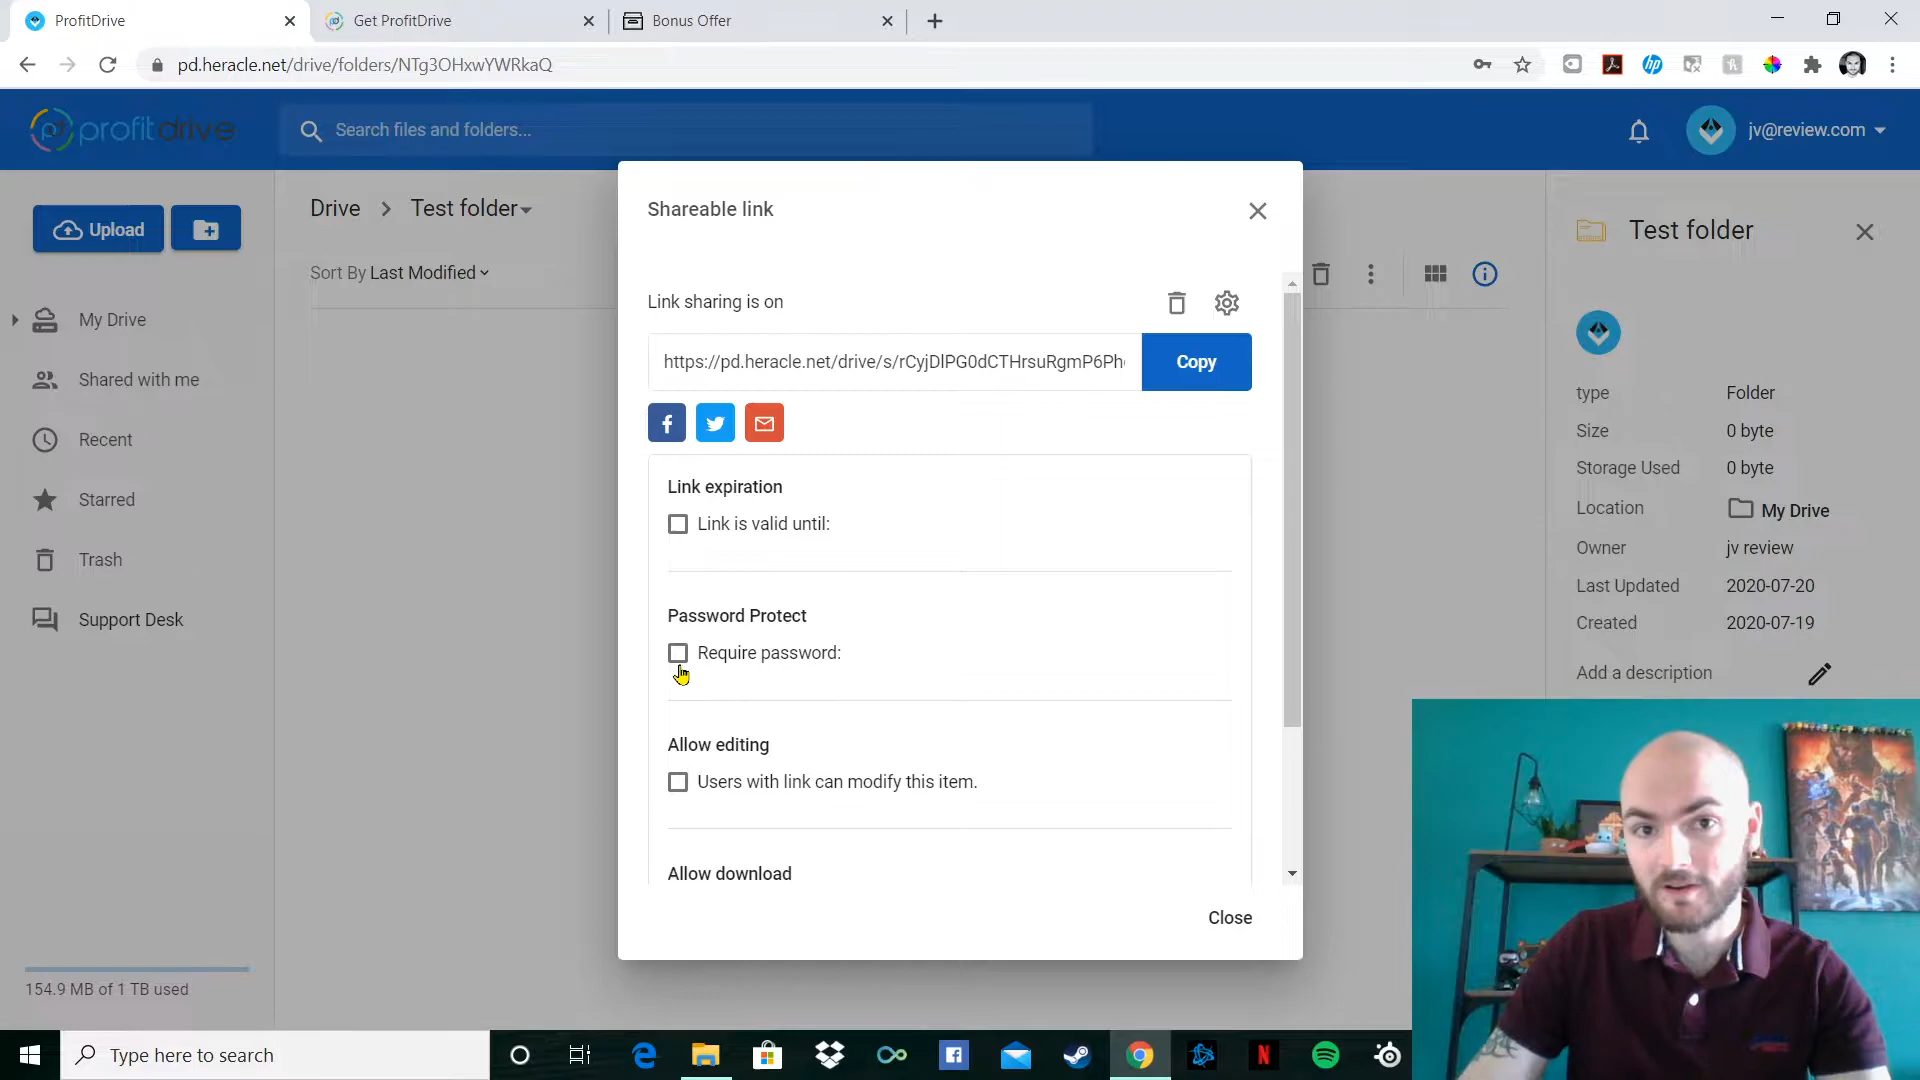 ProfitDrive
Get ProfitDrive
Bonus Offer
pd.heracle.net/drive/folders/NTg3OHxwYWRkaQ
profitdrive
Search files and folders...
jv@review.com
Shareable link
Upload
Drive > Test folder
Test folder
Sort By Last Modified
Link sharing is on
My Drive
https://pd.heracle.net/drive/s/rCyjDlPG0dCTHrsuRgmP6Ph
Copy
Shared with me
type Folder
Size 0 byte
Recent
Storage Used 0 byte
Link expiration
Starred
Location My Drive
Link is valid until:
Owner jv review
Trash
Last Updated 2020-07-20
Password Protect
Support Desk
Created 2020-07-19
Require password:
Add a description
Allow editing
Users with link can modify this item.
Allow download
Close
154.9 MB of 1 TB used
Type here to search